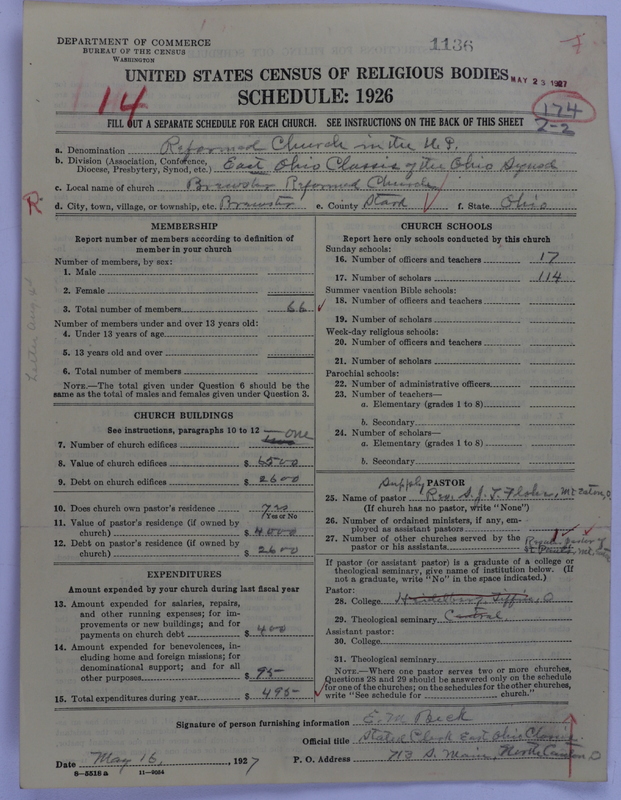 DEPARTMENT OF COMMERCE
BUREAU OF THE CENSUS
WASHINGTON
1136
7
UNITED STATES CENSUS OF RELIGIOUS BODIES
MAY 23 1927
SCHEDULE: 1926
114
174
2-2
FILL OUT A SEPARATE SCHEDULE FOR EACH CHURCH. SEE INSTRUCTIONS ON THE BACK OF THIS SHEET
a. Denomination Reformed Church in the U.S.
b. Division (Association, Conference, Diocese, Presbytery, Synod, etc.) East Ohio Classis of the Ohio Synod
c. Local name of church Brewster Reformed Church
d. City, town, village, or township, etc. Brewster e. County Stark f. State Ohio
R
MEMBERSHIP
Report number of members according to definition of
member in your church
Number of members, by sex:
1. Male
2. Female
3. Total number of members 66
Number of members under and over 13 years old:
4. Under 13 years of age
5. 13 years old and over
6. Total number of members
NOTE.—The total given under Question 6 should be the
same as the total of males and females given under Question 3.
CHURCH BUILDINGS
See instructions, paragraphs 10 to 12
7. Number of church edifices one
8. Value of church edifices $ 6500
9. Debt on church edifices $ 2600
10. Does church own pastor's residence? yes
Yes or No
11. Value of pastor's residence (if owned by
church) $ 4000
12. Debt on pastor's residence (if owned by
church) $ 2600
EXPENDITURES
Amount expended by your church during last fiscal year
13. Amount expended for salaries, repairs,
and other running expenses; for im-
provements or new buildings; and for
payments on church debt $ 400
14. Amount expended for benevolences, in-
cluding home and foreign missions; for
denominational support; and for all
other purposes $ 95
15. Total expenditures during year $ 495
CHURCH SCHOOLS
Report here only schools conducted by this church
Sunday schools:
16. Number of officers and teachers 17
17. Number of scholars 114
Summer vacation Bible schools:
18. Number of officers and teachers
19. Number of scholars
Week-day religious schools:
20. Number of officers and teachers
21. Number of scholars
Parochial schools:
22. Number of administrative officers
23. Number of teachers—
a. Elementary (grades 1 to 8)
b. Secondary
24. Number of scholars—
a. Elementary (grades 1 to 8)
b. Secondary
Supply PASTOR
25. Name of pastor Rev. S. J. T. Flohr, Mt Eaton, O
(If church has no pastor, write "None")
26. Number of ordained ministers, if any, em-
ployed as assistant pastors
27. Number of other churches served by the
pastor or his assistants
If pastor (or assistant pastor) is a graduate of a college or
theological seminary, give name of institution below. (If
not a graduate, write "No" in the space indicated.)
Pastor:
28. College Heidelberg, Tiffin, O
29. Theological seminary Central
Assistant pastor:
30. College
31. Theological seminary
NOTE.—Where one pastor serves two or more churches,
Questions 28 and 29 should be answered only on the schedule
for one of the churches; on the schedules for the other churches,
write "See schedule for church."
Signature of person furnishing information E. M. Beck
Official title Stated Clerk East Ohio Classis
Date May 16, 1927 P. O. Address 713 S. Main, North Canton O
8—5516 a 11—9054